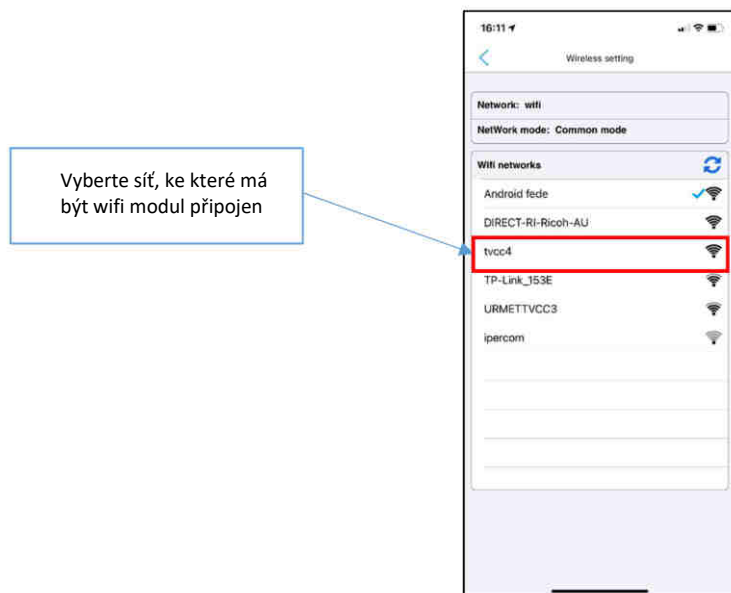 Vyberte síť, ke které má
být wifi modul připojen
16:11
Wireless setting
Network: wifi
NetWork mode: Common mode
Wifi networks
Android fede
DIRECT-RI-Ricoh-AU
tvcc4
TP-Link_153E
URMETTVCC3
ipercom